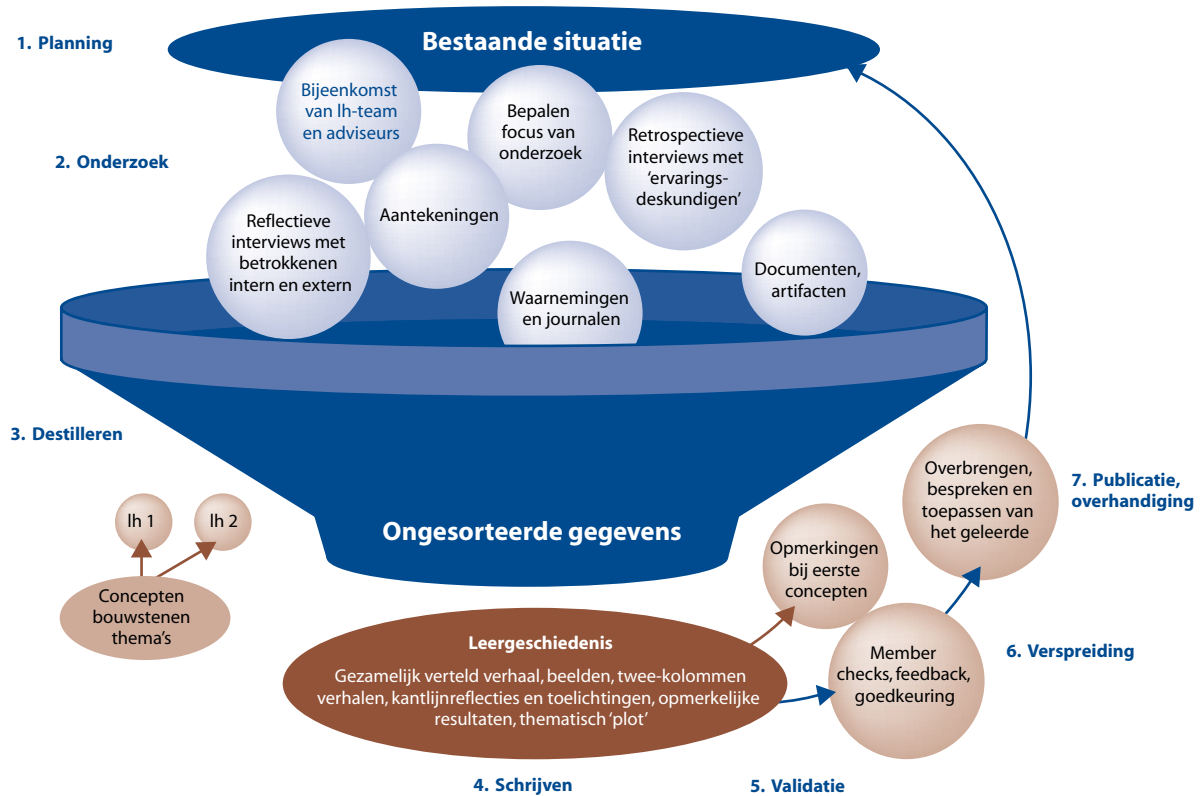 1. Planning
Bestaande situatie
Bijeenkomst
van lh-team
en adviseurs
Bepalen
focus van
onderzoek
Retrospectieve
interviews met
‘ervarings-
deskundigen’
2. Onderzoek
Reflectieve
interviews met
betrokkenen
intern en extern
Aantekeningen
Waarnemingen
en journalen
Documenten,
artifacten
3. Destilleren
lh 1
lh 2
Concepten
bouwstenen
thema’s
Ongesorteerde gegevens
Opmerkingen
bij eerste
concepten
Overbrengen,
bespreken en
toepassen van
het geleerde
7. Publicatie,
overhandiging
Leergeschiedenis
Gezamelijk verteld verhaal, beelden, twee-kolommen
verhalen, kantlijnreflecties en toelichtingen, opmerkelijke
resultaten, thematisch ‘plot’
Member
checks, feedback,
goedkeuring
6. Verspreiding
4. Schrijven
5. Validatie